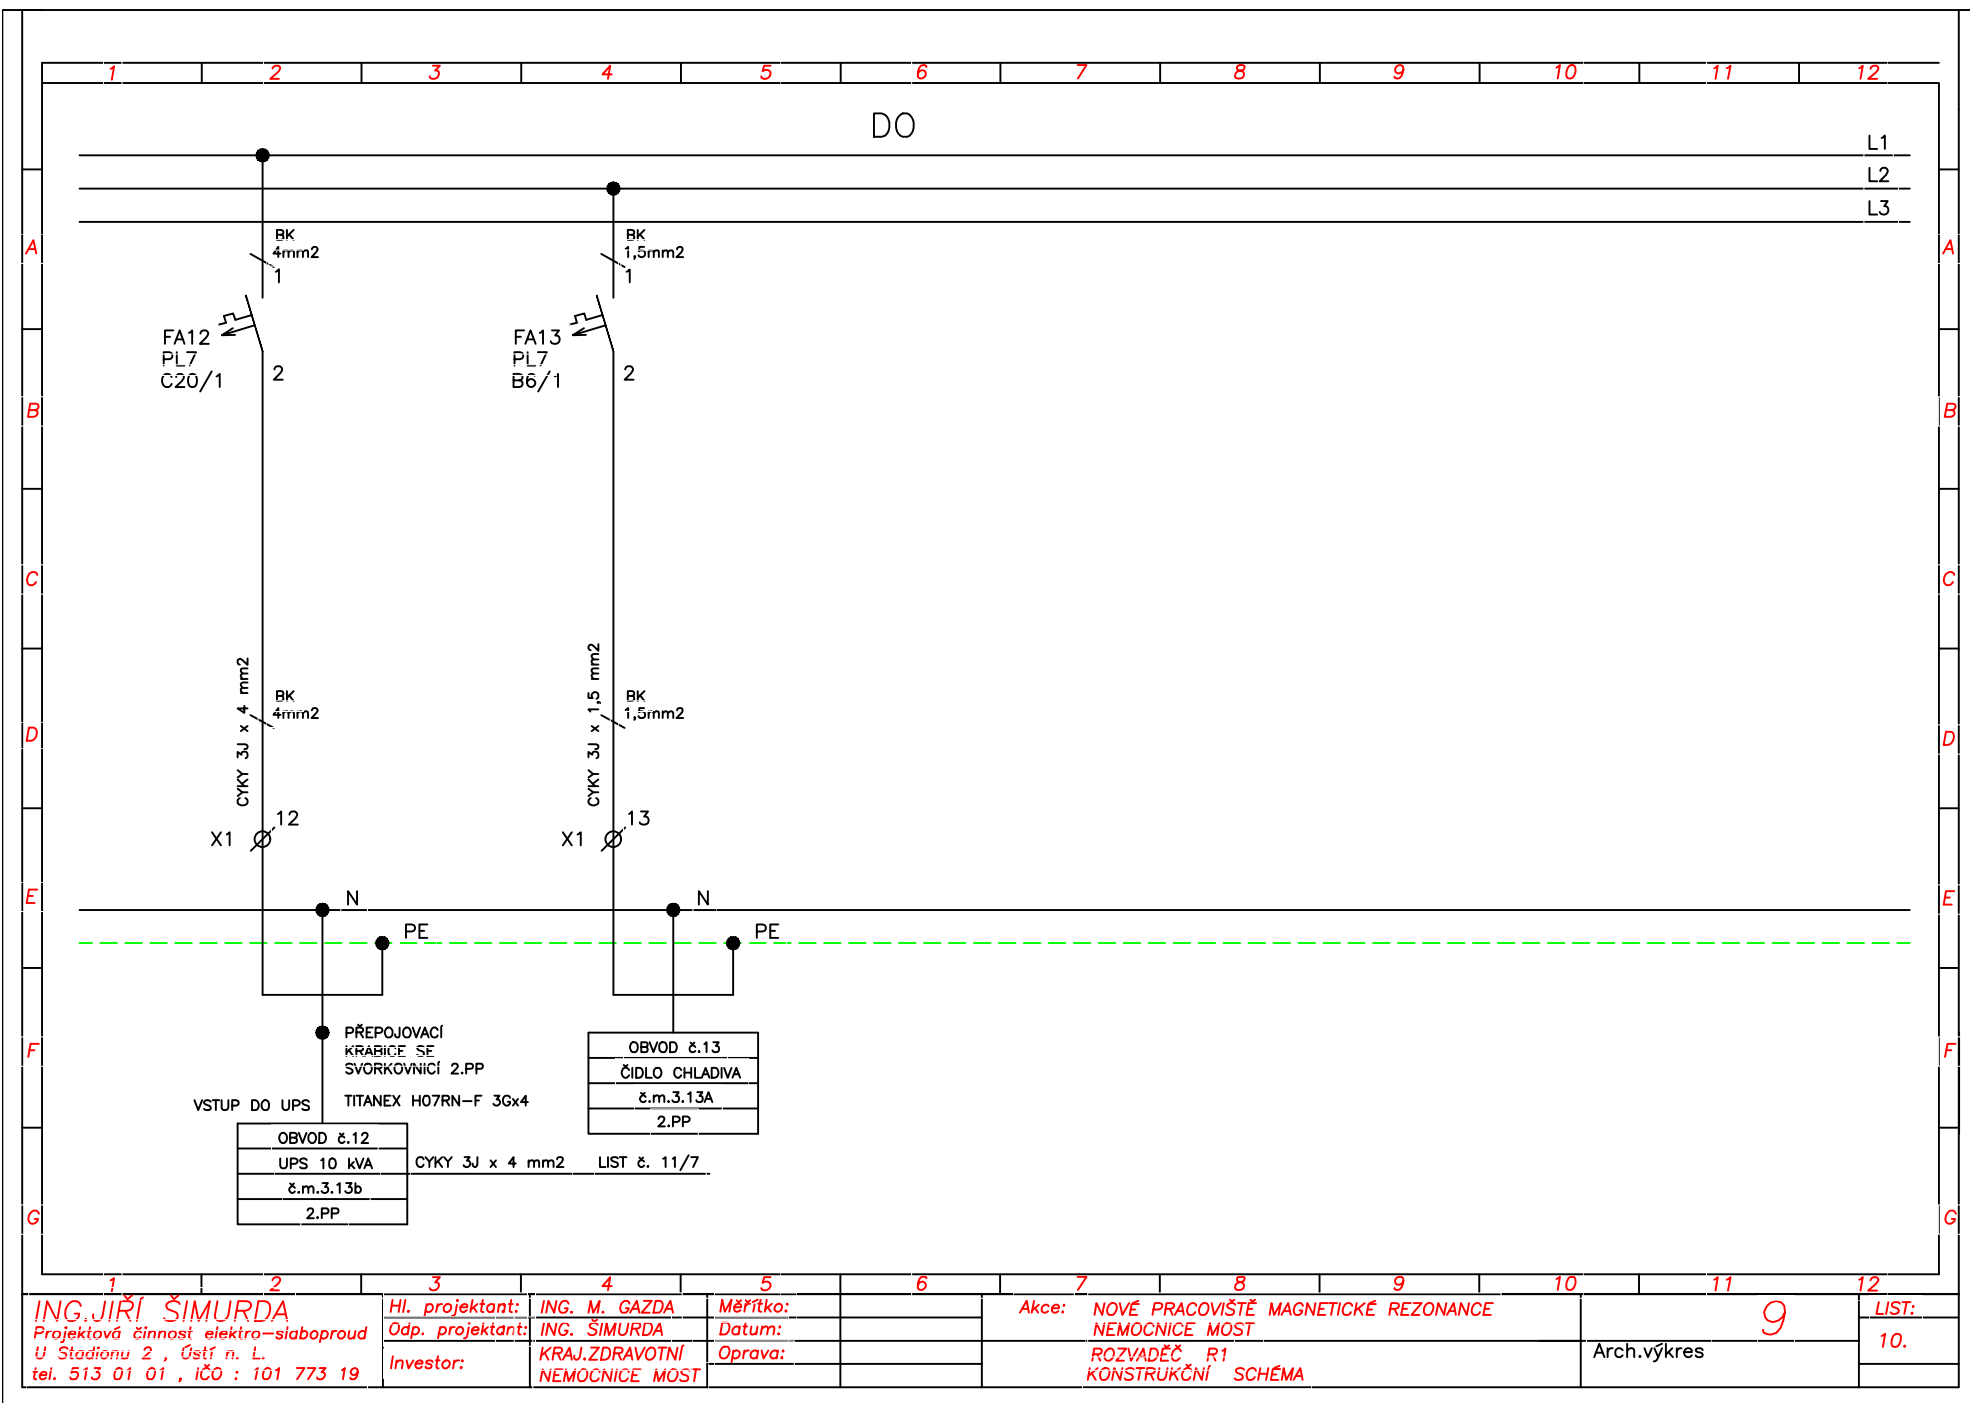 1 2 3 4 5 6 7 8 9 10 11 12
DO
L1
L2
L3
A
A
BK
4mm2
1
BK
1,5mm2
1
FA12
PL7
C20/1
2
FA13
PL7
B6/1
2
B
B
C
C
CYKY 3J x 4 mm2
BK
4mm2
CYKY 3J x 1,5 mm2
BK
1,5mm2
D
D
X1
12
X1
13
E
E
N
N
PE
PE
PŘEPOJOVACÍ
KRABICE SE
SVORKOVNICÍ 2.PP
F
F
OBVOD č.13
ČIDLO CHLADIVA
č.m.3.13A
2.PP
VSTUP DO UPS
TITANEX H07RN-F 3Gx4
OBVOD č.12
UPS 10 kVA
č.m.3.13b
2.PP
CYKY 3J x 4 mm2 LIST č. 11/7
G
G
1 2 3 4 5 6 7 8 9 10 11 12
ING.JIŘÍ ŠIMURDA
Projektová činnost elektro-slaboproud
U Stadionu 2 , Ústí n. L.
tel. 513 01 01 , IČO : 101 773 19
Hl. projektant: ING. M. GAZDA
Odp. projektant: ING. ŠIMURDA
Investor: KRAJ.ZDRAVOTNÍ
NEMOCNICE MOST
Měřítko:
Datum:
Oprava:
Akce: NOVÉ PRACOVIŠTĚ MAGNETICKÉ REZONANCE
NEMOCNICE MOST
ROZVADĚČ R1
KONSTRUKČNÍ SCHÉMA
9
Arch.výkres
LIST:
10.